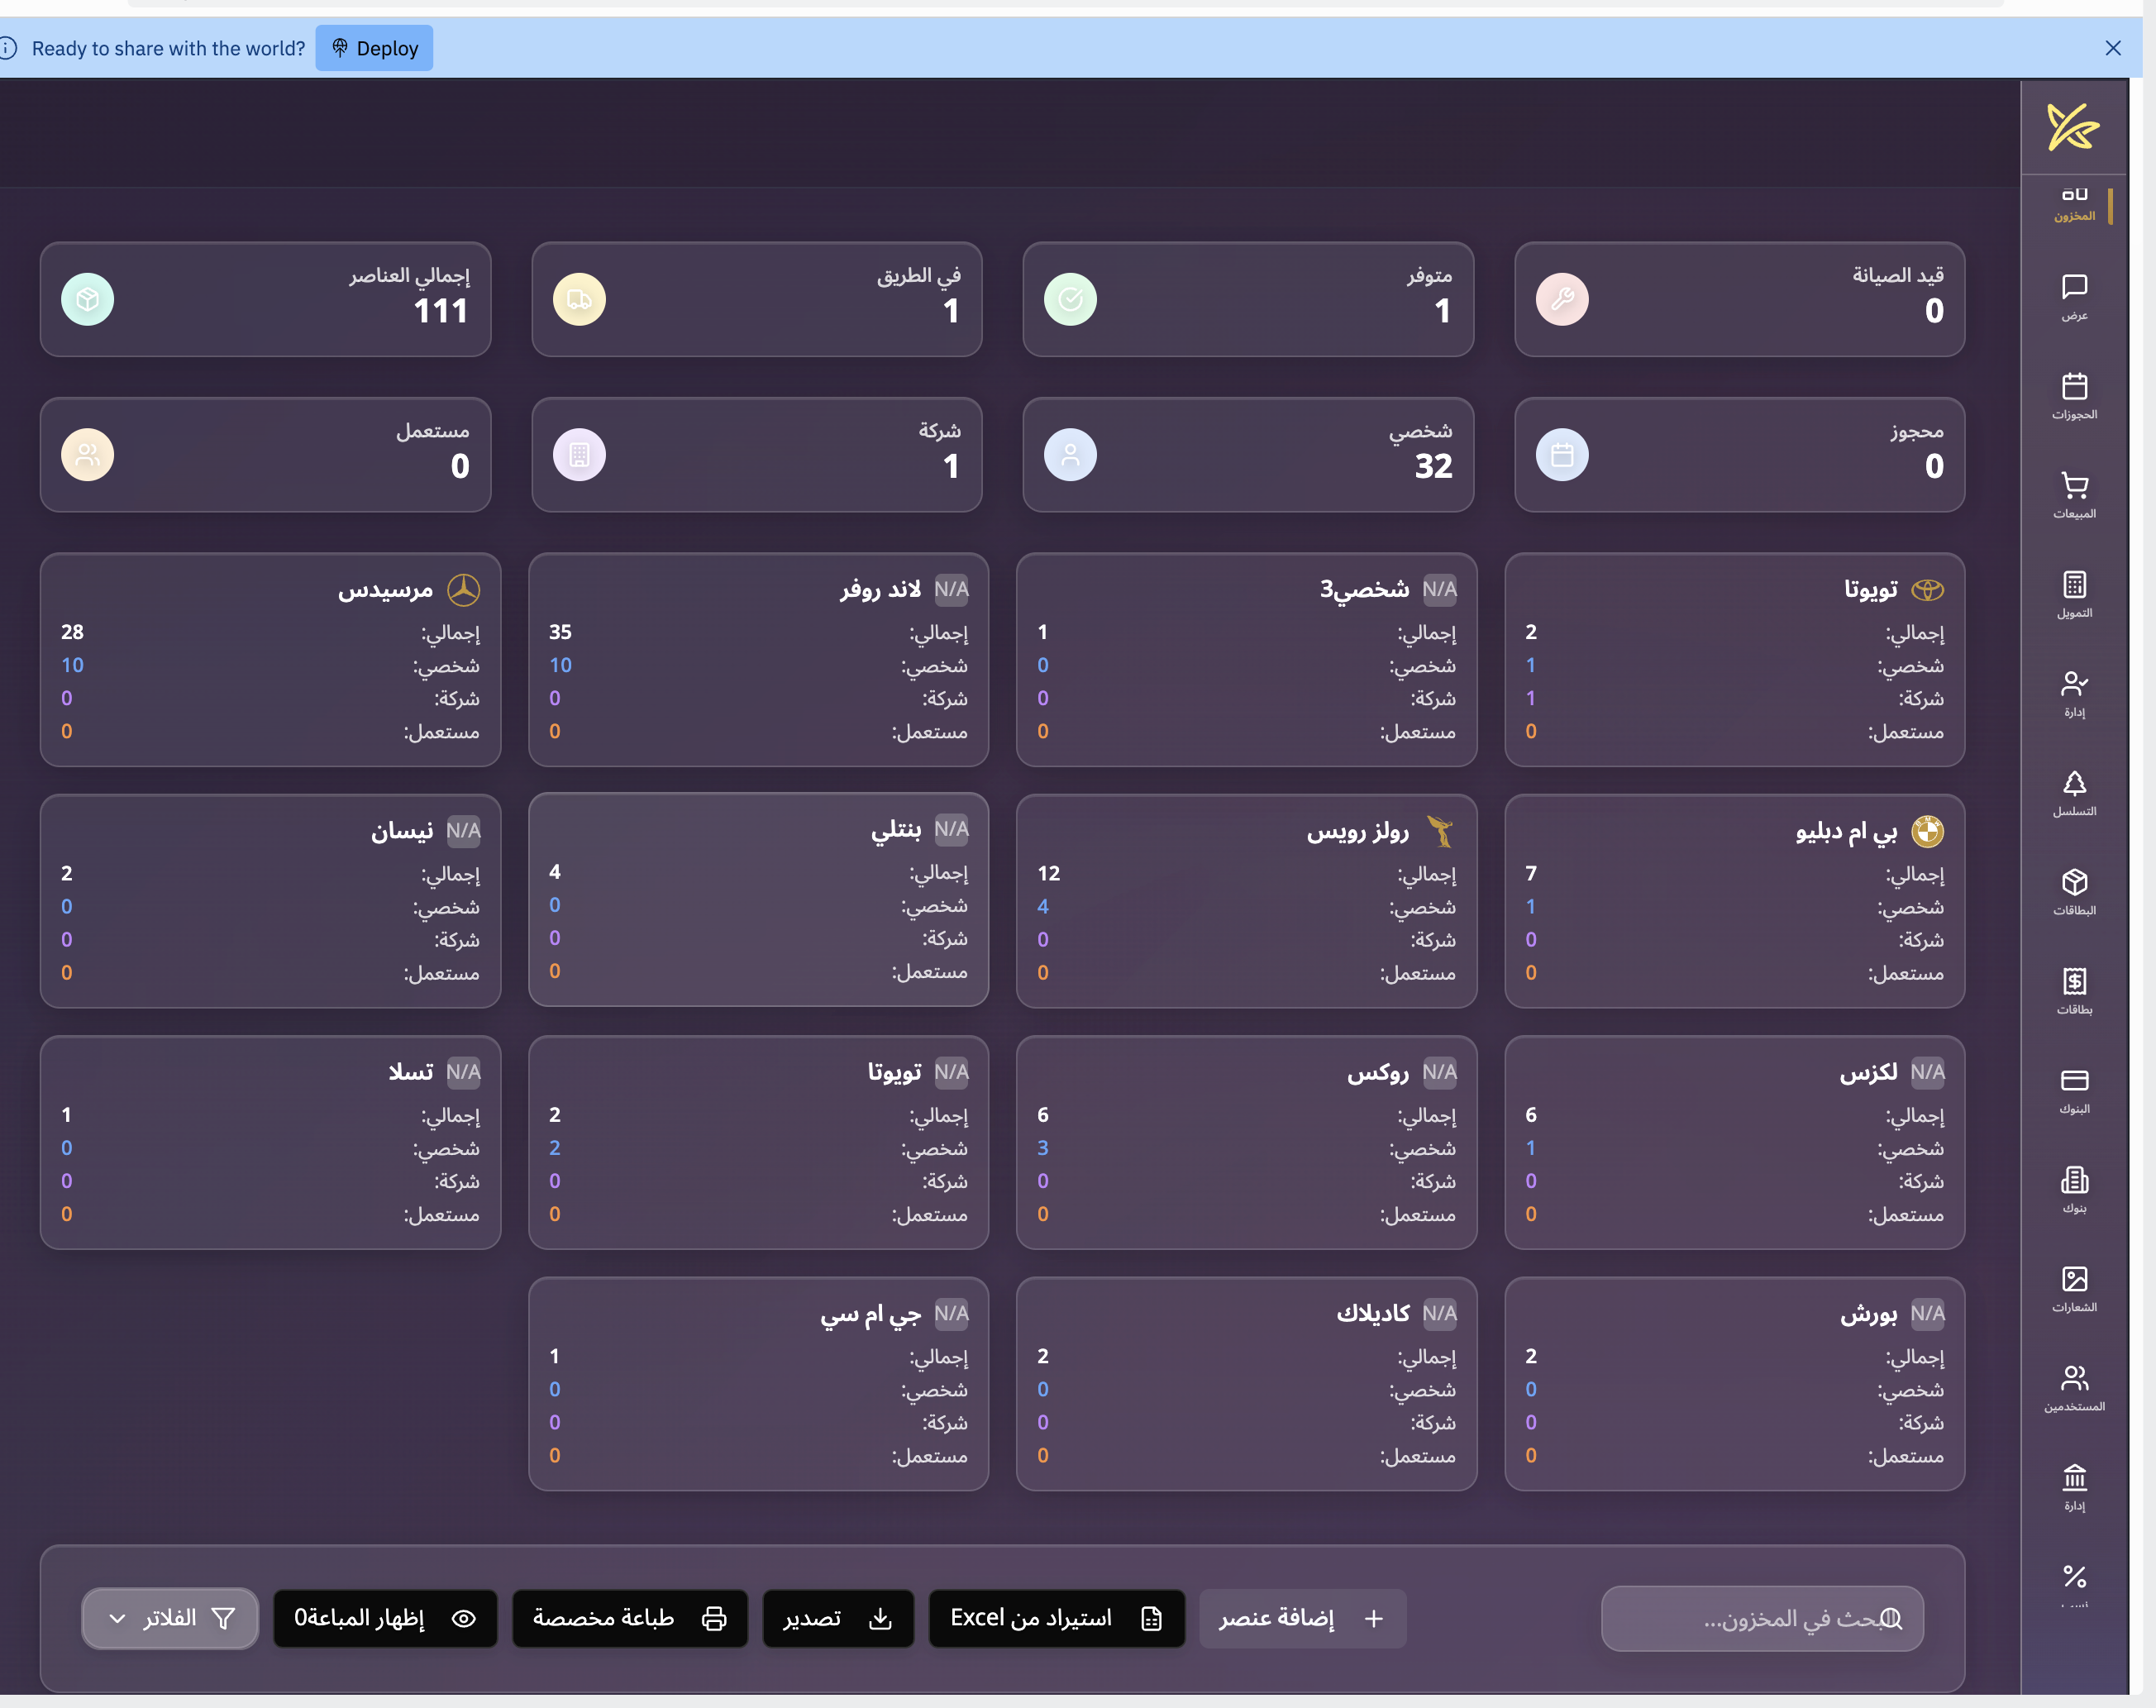 Ready to share with the world? Deploy
المخزون
عرض
الحجوزات
المبيعات
التمويل
إدارة
التسلسل
البطاقات
بطاقات
البنوك
بنوك
الشعارات
المستخدمين
إدارة
قيد الصيانة
0
متوفر
1
في الطريق
1
إجمالي العناصر
111
محجوز
0
شخصي
32
شركة
1
مستعمل
0
تويوتا
إجمالي: 2
شخصي: 1
شركة: 1
مستعمل: 0
N/A شخصي3
إجمالي: 1
شخصي: 0
شركة: 0
مستعمل: 0
N/A لاند روفر
إجمالي: 35
شخصي: 10
شركة: 0
مستعمل: 0
مرسيدس
إجمالي: 28
شخصي: 10
شركة: 0
مستعمل: 0
بي ام دبليو
إجمالي: 7
شخصي: 1
شركة: 0
مستعمل: 0
رولز رويس
إجمالي: 12
شخصي: 4
شركة: 0
مستعمل: 0
N/A بنتلي
إجمالي: 4
شخصي: 0
شركة: 0
مستعمل: 0
N/A نيسان
إجمالي: 2
شخصي: 0
شركة: 0
مستعمل: 0
N/A لكزس
إجمالي: 6
شخصي: 1
شركة: 0
مستعمل: 0
N/A روكس
إجمالي: 6
شخصي: 3
شركة: 0
مستعمل: 0
N/A تويوتا
إجمالي: 2
شخصي: 2
شركة: 0
مستعمل: 0
N/A تسلا
إجمالي: 1
شخصي: 0
شركة: 0
مستعمل: 0
N/A بورش
إجمالي: 2
شخصي: 0
شركة: 0
مستعمل: 0
N/A كاديلاك
إجمالي: 2
شخصي: 0
شركة: 0
مستعمل: 0
N/A جي ام سي
إجمالي: 1
شخصي: 0
شركة: 0
مستعمل: 0
البحث في المخزون...
إضافة عنصر
استيراد من Excel
تصدير
طباعة مخصصة
إظهار المباعة0
الفلاتر